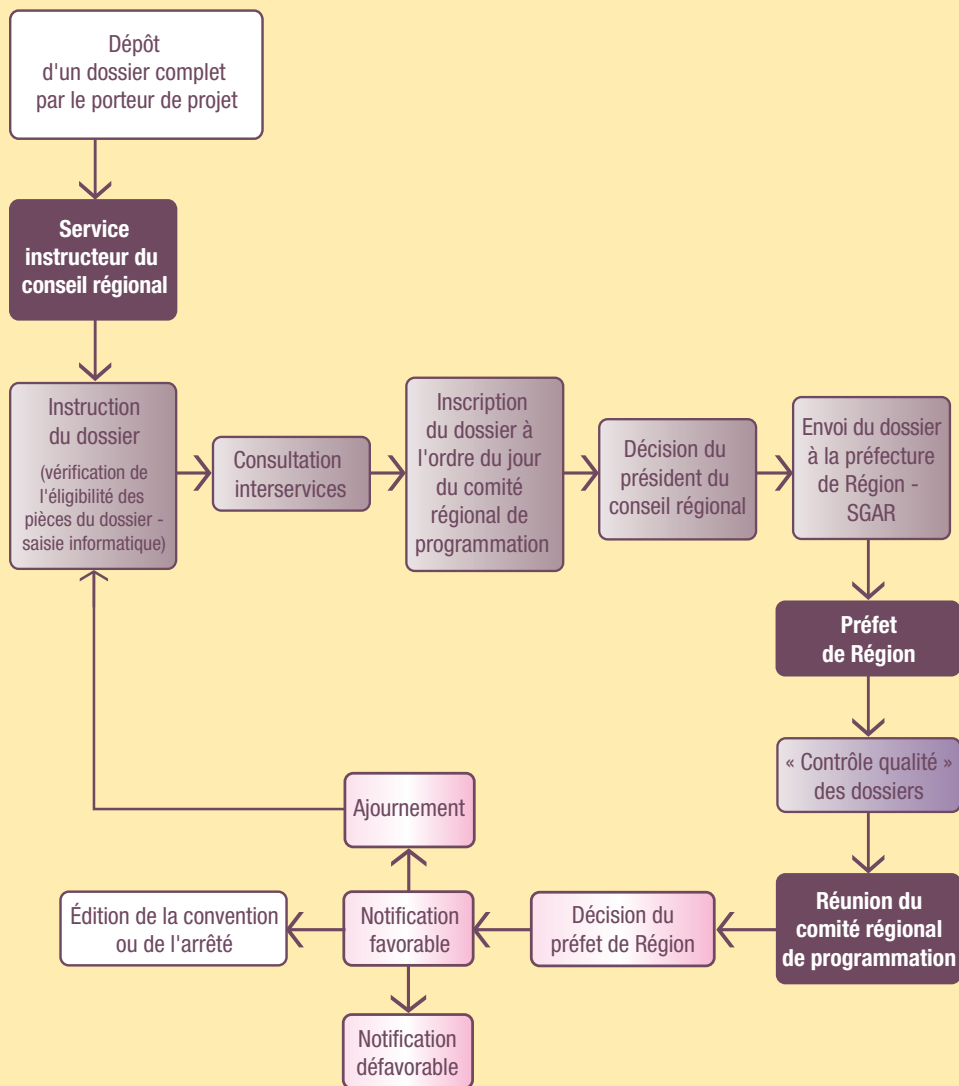 Dépôt
d'un dossier complet
par le porteur de projet
Service
instructeur du
conseil régional
Instruction
du dossier
(vérification de
l'éligibilité des
pièces du dossier -
saisie informatique)
Consultation
interservices
Inscription
du dossier à
l'ordre du jour
du comité
régional de
programmation
Décision du
président du
conseil régional
Envoi du dossier
à la préfecture
de Région -
SGAR
Préfet
de Région
« Contrôle qualité »
des dossiers
Réunion du
comité régional
de programmation
Décision du
préfet de Région
Notification
favorable
Ajournement
Édition de la convention
ou de l'arrêté
Notification
défavorable